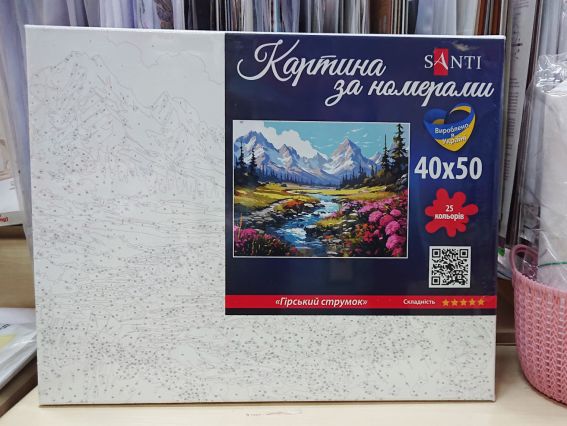 Картина
за номерами
SANTI
Вироблено
в
Україні
40x50
25
кольорів
«Гірський струмок»
Складність